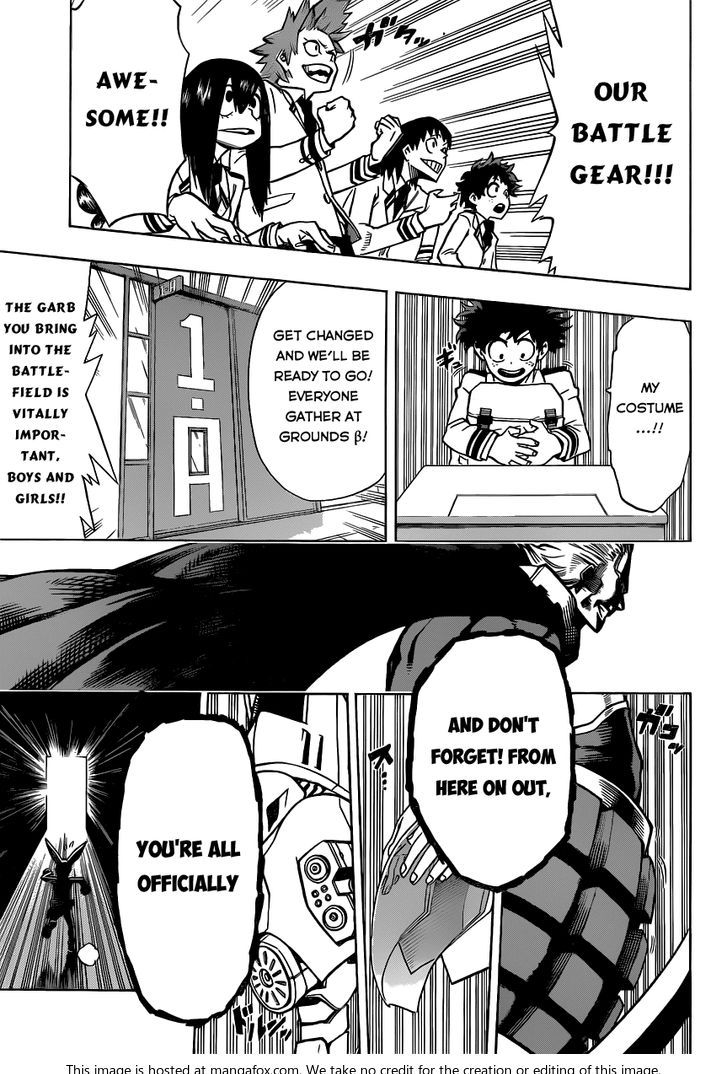 OUR
BATTLE
GEAR!!!
ガタッ
AWE-
SOME!!
MY
COSTUME
...!!
GET CHANGED
AND WE'LL BE
READY TO GO!
EVERYONE
GATHER AT
GROUNDS β!
1-A
THE GARB
YOU BRING
INTO THE
BATTLE-
FIELD IS
VITALLY
IMPOR-
TANT,
BOYS AND
GIRLS!!
AND DON'T
FORGET! FROM
HERE ON OUT,
YOU'RE ALL
OFFICIALLY
This image is hosted at mangafox.com. We take no credit for the creation or editing of this image.